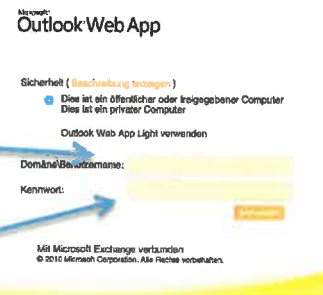 Microsoft
Outlook Web App
Sicherheit ( Beschreibung anzeigen )
Dies ist ein öffentlicher oder freigegebener Computer
Dies ist ein privater Computer
Outlook Web App Light verwenden
Domäne\Benutzername:
Kennwort:
Mit Microsoft Exchange verbunden
© 2010 Microsoft Corporation. Alle Rechte vorbehalten.